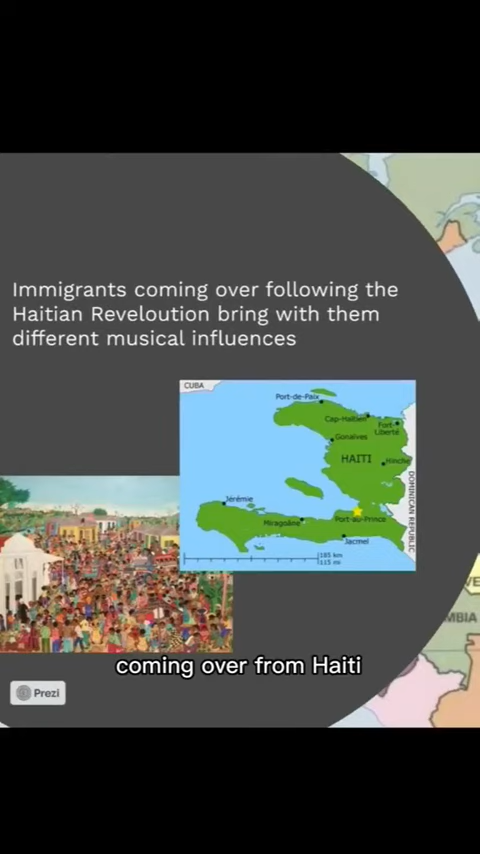 Immigrants coming over following the
Haitian Reveloution bring with them
different musical influences
CUBA
Port-de-Paix
Cap-Haïtien
Fort-
Liberté
Gonaïves
HAITI
Hinche
DOMINICAN REPUBLIC
Jérémie
Miragoâne
Port-au-Prince
Jacmel
185 km
115 mi
MBIA
coming over from Haiti
Prezi